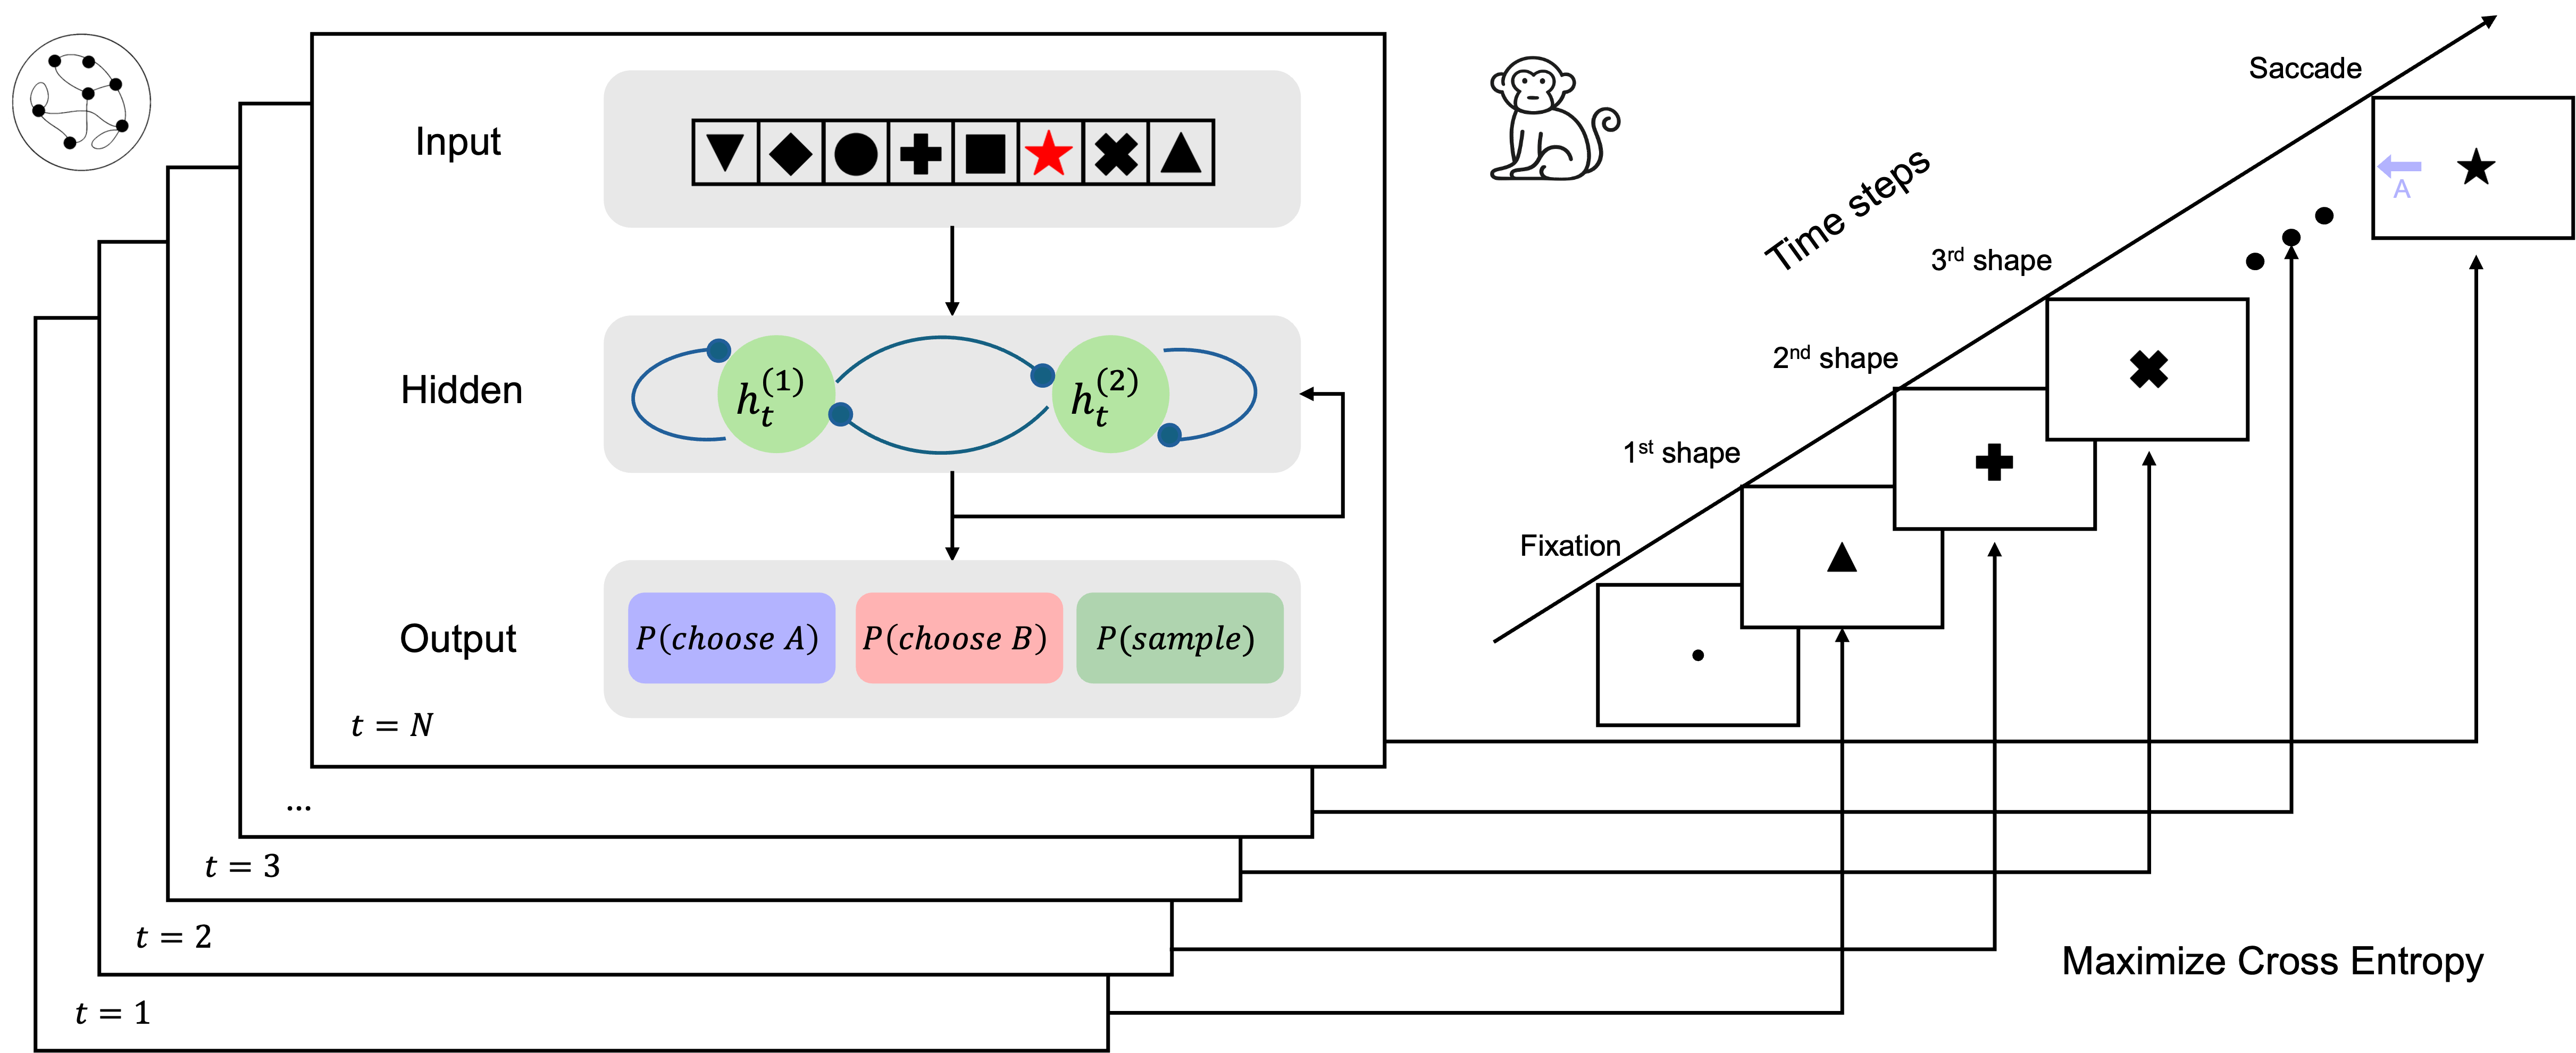 Input
Hidden
h_t^{(1)}
h_t^{(2)}
Output
P(choose A)
P(choose B)
P(sample)
t = N
...
t = 3
t = 2
t = 1
Time steps
Fixation
1st shape
2nd shape
3rd shape
Saccade
A
Maximize Cross Entropy